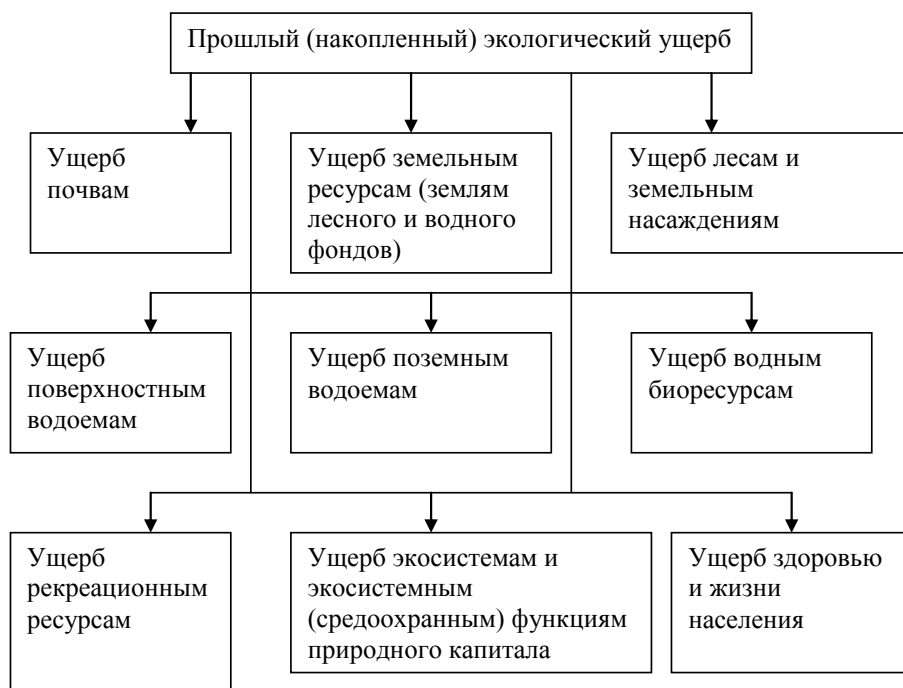 Прошлый (накопленный) экологический ущерб
Ущерб
почвам
Ущерб земельным
ресурсам (землям
лесного и водного
фондов)
Ущерб лесам и
земельным
насаждениям
Ущерб
поверхностным
водоемам
Ущерб поземным
водоемам
Ущерб водным
биоресурсам
Ущерб
рекреационным
ресурсам
Ущерб экосистемам и
экосистемным
(средоохранным) функциям
природного капитала
Ущерб здоровью
и жизни
населения